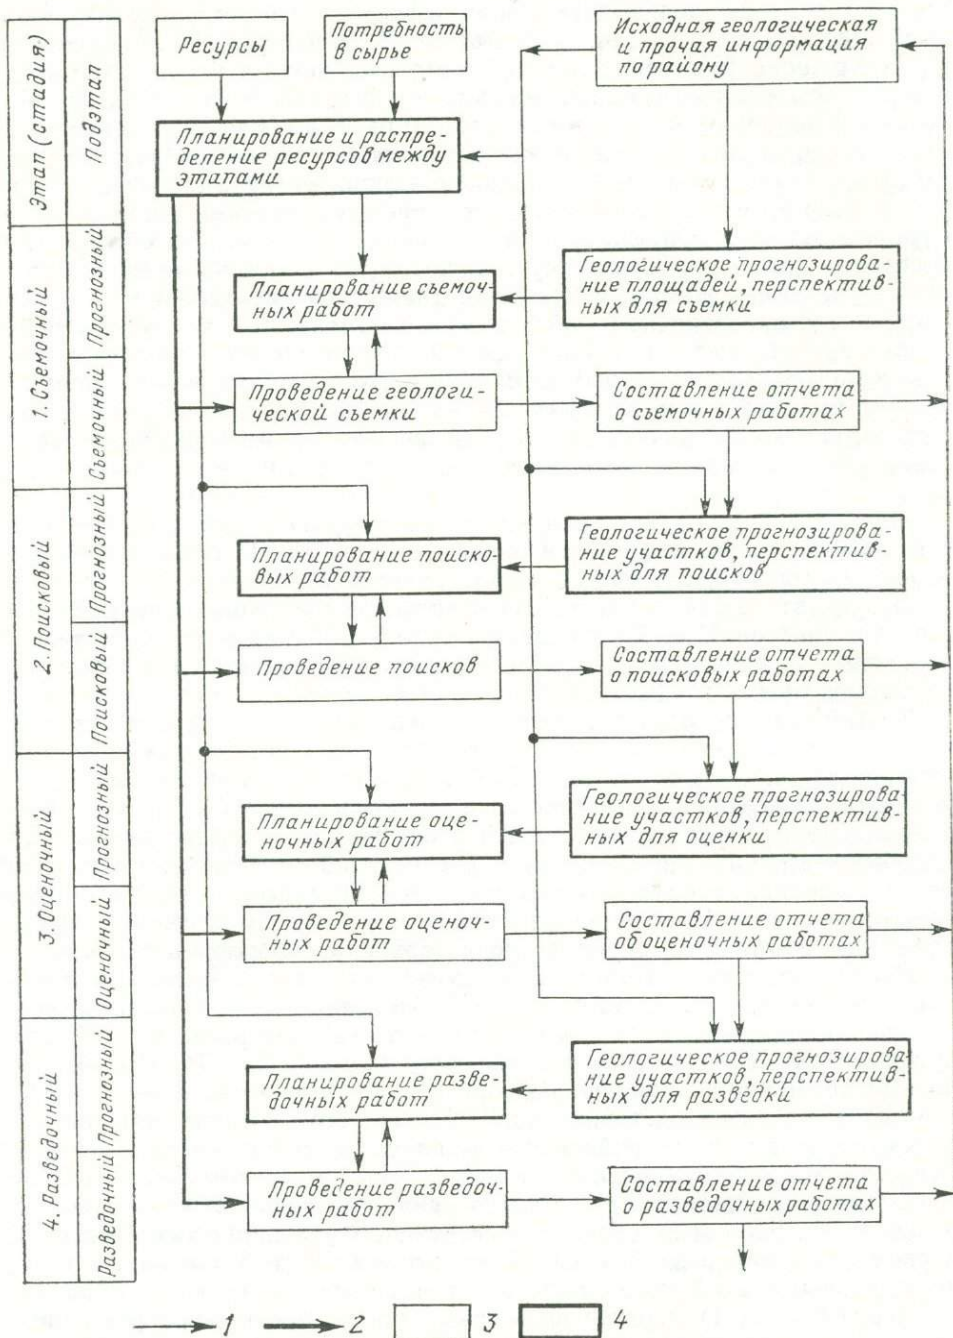 Этап (стадия)
Подэтап
Ресурсы
Потребность
в сырье
Исходная геологическая
и прочая информация
по району
Планирование и распре-
деление ресурсов между
этапами
1. Съемочный
Прогнозный
Планирование съемоч-
ных работ
Геологическое прогнозирова-
ние площадей, перспектив-
ных для съемки
Съемочный
Проведение геологи-
ческой съемки
Составление отчета
о съемочных работах
2. Поисковый
Прогнозный
Планирование поиско-
вых работ
Геологическое прогнозирова-
ние участков, перспектив-
ных для поисков
Поисковый
Проведение поисков
Составление отчета
о поисковых работах
3. Оценочный
Прогнозный
Планирование оце-
ночных работ
Геологическое прогнозирова-
ние участков, перспектив-
ных для оценки
Оценочный
Проведение оценоч-
ных работ
Составление отчета
об оценочных работах
4. Разведочный
Прогнозный
Планирование разве-
дочных работ
Геологическое прогнозирова-
ние участков, перспектив-
ных для разведки
Разведочный
Проведение разведоч-
ных работ
Составление отчета
о разведочных работах
1 2 3 4